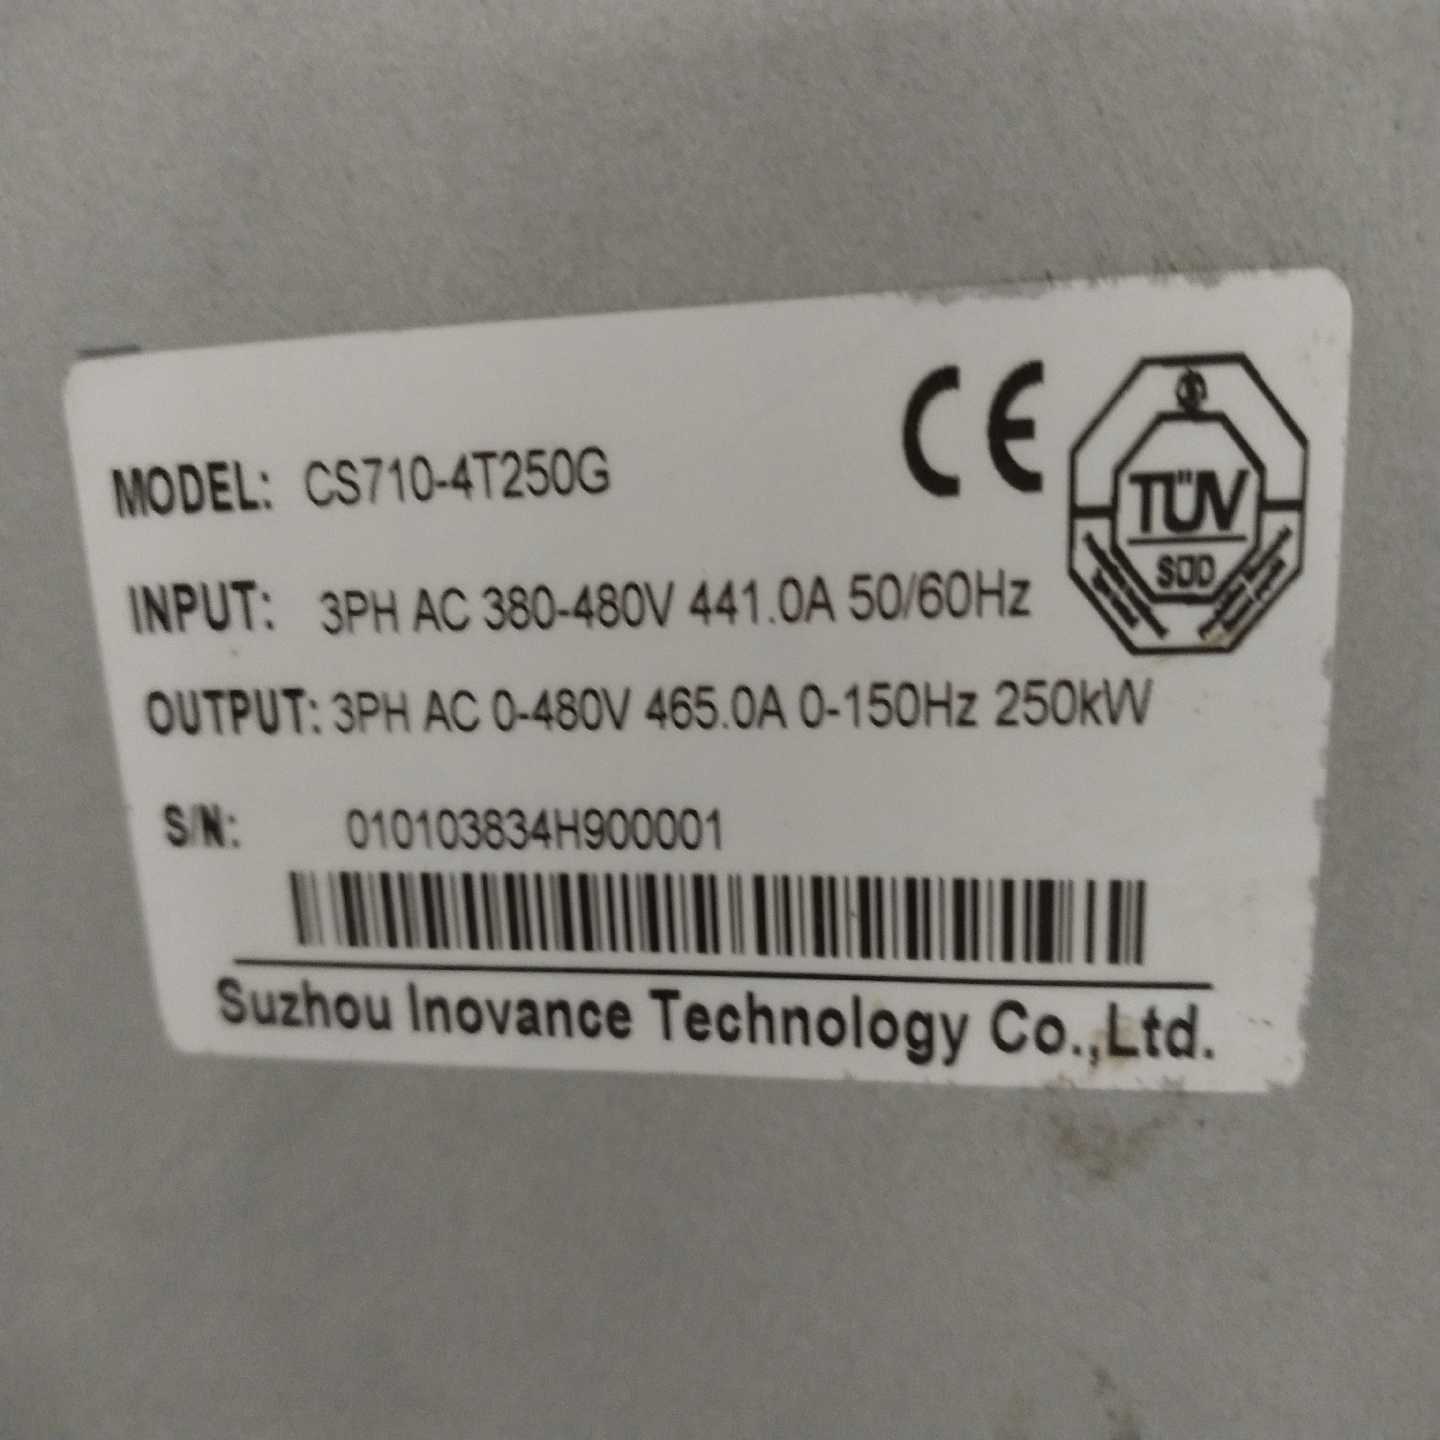 CE
TÜV
SÜD
MODEL: CS710-4T250G
INPUT: 3PH AC 380-480V 441.0A 50/60Hz
OUTPUT: 3PH AC 0-480V 465.0A 0-150Hz 250kW
S/N: 010103834H900001
Suzhou Inovance Technology Co.,Ltd.